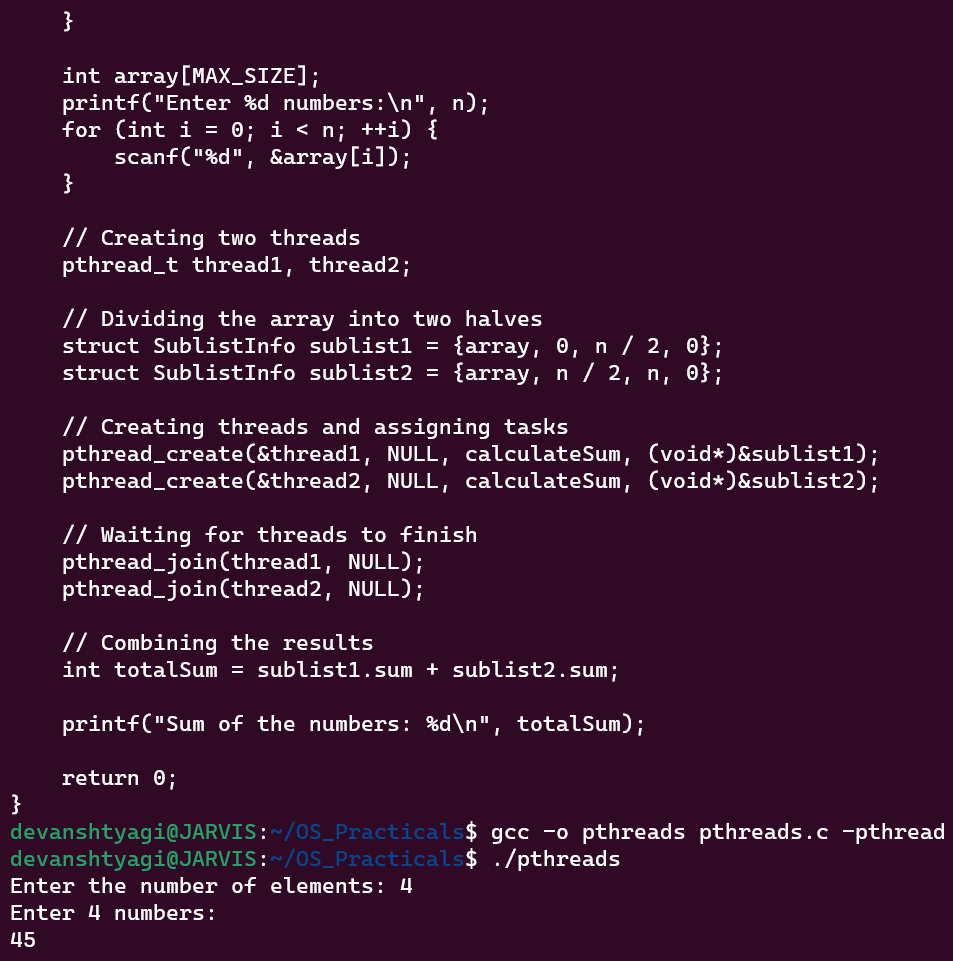 }
int array[MAX_SIZE];
printf("Enter %d numbers:\n", n);
for (int i = 0; i < n; ++i) {
scanf("%d", &array[i]);
}
// Creating two threads
pthread_t thread1, thread2;
// Dividing the array into two halves
struct SublistInfo sublist1 = {array, 0, n / 2, 0};
struct SublistInfo sublist2 = {array, n / 2, n, 0};
// Creating threads and assigning tasks
pthread_create(&thread1, NULL, calculateSum, (void*)&sublist1);
pthread_create(&thread2, NULL, calculateSum, (void*)&sublist2);
// Waiting for threads to finish
pthread_join(thread1, NULL);
pthread_join(thread2, NULL);
// Combining the results
int totalSum = sublist1.sum + sublist2.sum;
printf("Sum of the numbers: %d\n", totalSum);
return 0;
}
devanshtyagi@JARVIS:~/OS_Practicals$ gcc -o pthreads pthreads.c -pthread
devanshtyagi@JARVIS:~/OS_Practicals$ ./pthreads
Enter the number of elements: 4
Enter 4 numbers:
45